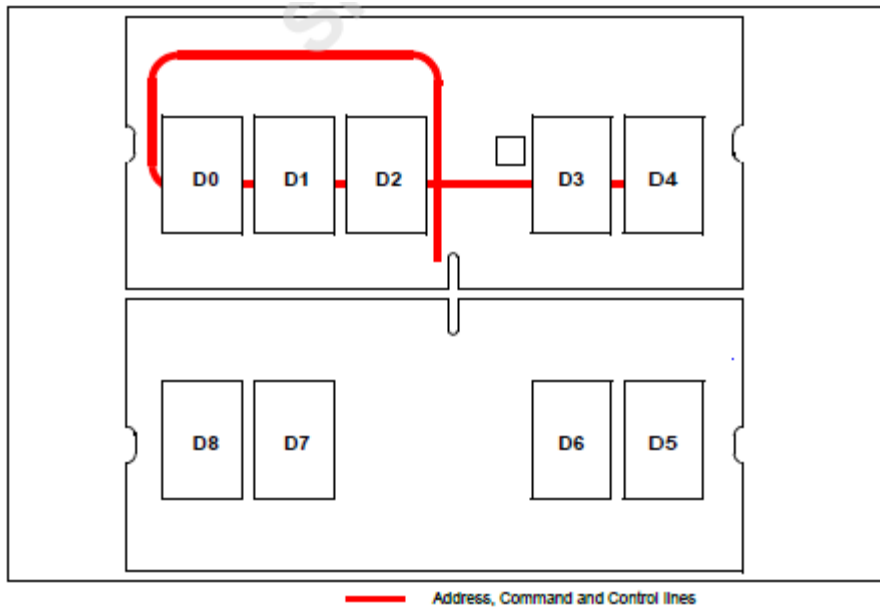 D0 D1 D2 D3 D4
D8 D7 D6 D5
Address, Command and Control lines